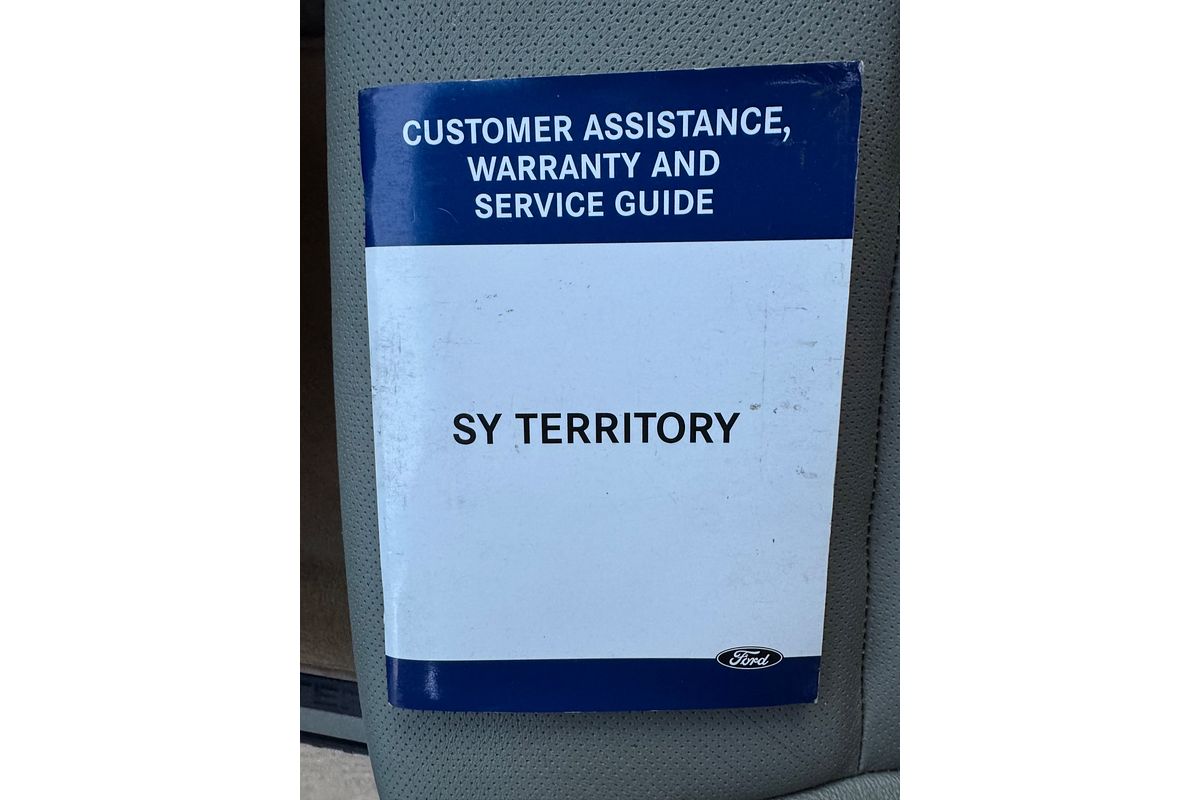 CUSTOMER ASSISTANCE,
WARRANTY AND
SERVICE GUIDE
SY TERRITORY
Ford